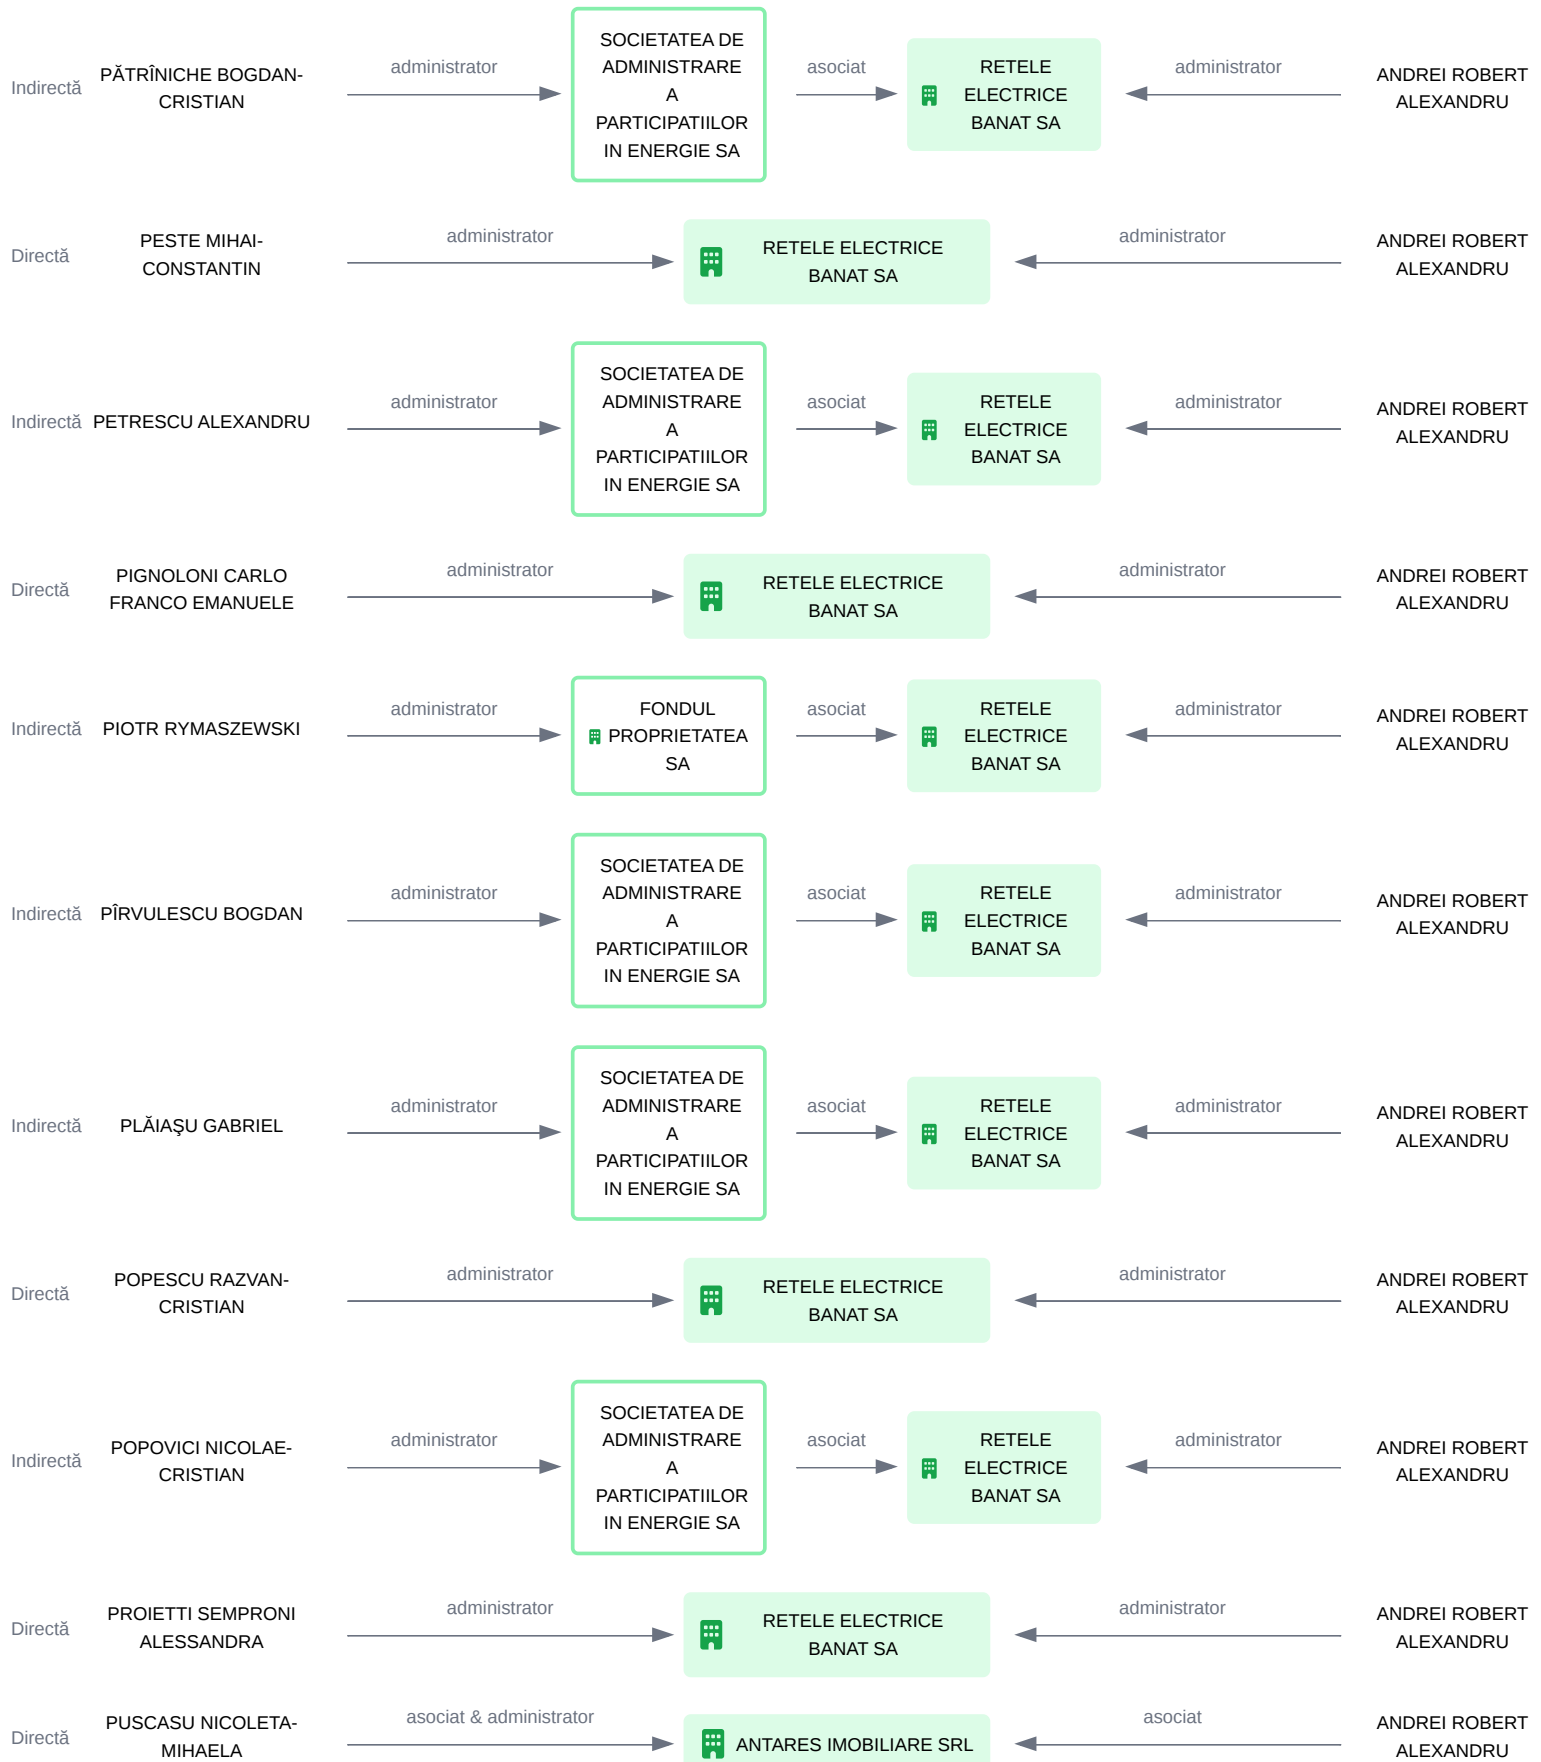 Indirectă
PĂTRÎNICHE BOGDAN-
CRISTIAN
administrator
SOCIETATEA DE
ADMINISTRARE
A
PARTICIPATIILOR
IN ENERGIE SA
asociat
RETELE
ELECTRICE
BANAT SA
administrator
ANDREI ROBERT
ALEXANDRU
Directă
PESTE MIHAI-
CONSTANTIN
administrator
RETELE ELECTRICE
BANAT SA
administrator
ANDREI ROBERT
ALEXANDRU
Indirectă
PETRESCU ALEXANDRU
administrator
SOCIETATEA DE
ADMINISTRARE
A
PARTICIPATIILOR
IN ENERGIE SA
asociat
RETELE
ELECTRICE
BANAT SA
administrator
ANDREI ROBERT
ALEXANDRU
Directă
PIGNOLONI CARLO
FRANCO EMANUELE
administrator
RETELE ELECTRICE
BANAT SA
administrator
ANDREI ROBERT
ALEXANDRU
Indirectă
PIOTR RYMASZEWSKI
administrator
FONDUL
PROPRIETATEA
SA
asociat
RETELE
ELECTRICE
BANAT SA
administrator
ANDREI ROBERT
ALEXANDRU
Indirectă
PÎRVULESCU BOGDAN
administrator
SOCIETATEA DE
ADMINISTRARE
A
PARTICIPATIILOR
IN ENERGIE SA
asociat
RETELE
ELECTRICE
BANAT SA
administrator
ANDREI ROBERT
ALEXANDRU
Indirectă
PLĂIAŞU GABRIEL
administrator
SOCIETATEA DE
ADMINISTRARE
A
PARTICIPATIILOR
IN ENERGIE SA
asociat
RETELE
ELECTRICE
BANAT SA
administrator
ANDREI ROBERT
ALEXANDRU
Directă
POPESCU RAZVAN-
CRISTIAN
administrator
RETELE ELECTRICE
BANAT SA
administrator
ANDREI ROBERT
ALEXANDRU
Indirectă
POPOVICI NICOLAE-
CRISTIAN
administrator
SOCIETATEA DE
ADMINISTRARE
A
PARTICIPATIILOR
IN ENERGIE SA
asociat
RETELE
ELECTRICE
BANAT SA
administrator
ANDREI ROBERT
ALEXANDRU
Directă
PROIETTI SEMPRONI
ALESSANDRA
administrator
RETELE ELECTRICE
BANAT SA
administrator
ANDREI ROBERT
ALEXANDRU
Directă
PUSCASU NICOLETA-
MIHAELA
asociat & administrator
ANTARES IMOBILIARE SRL
asociat
ANDREI ROBERT
ALEXANDRU